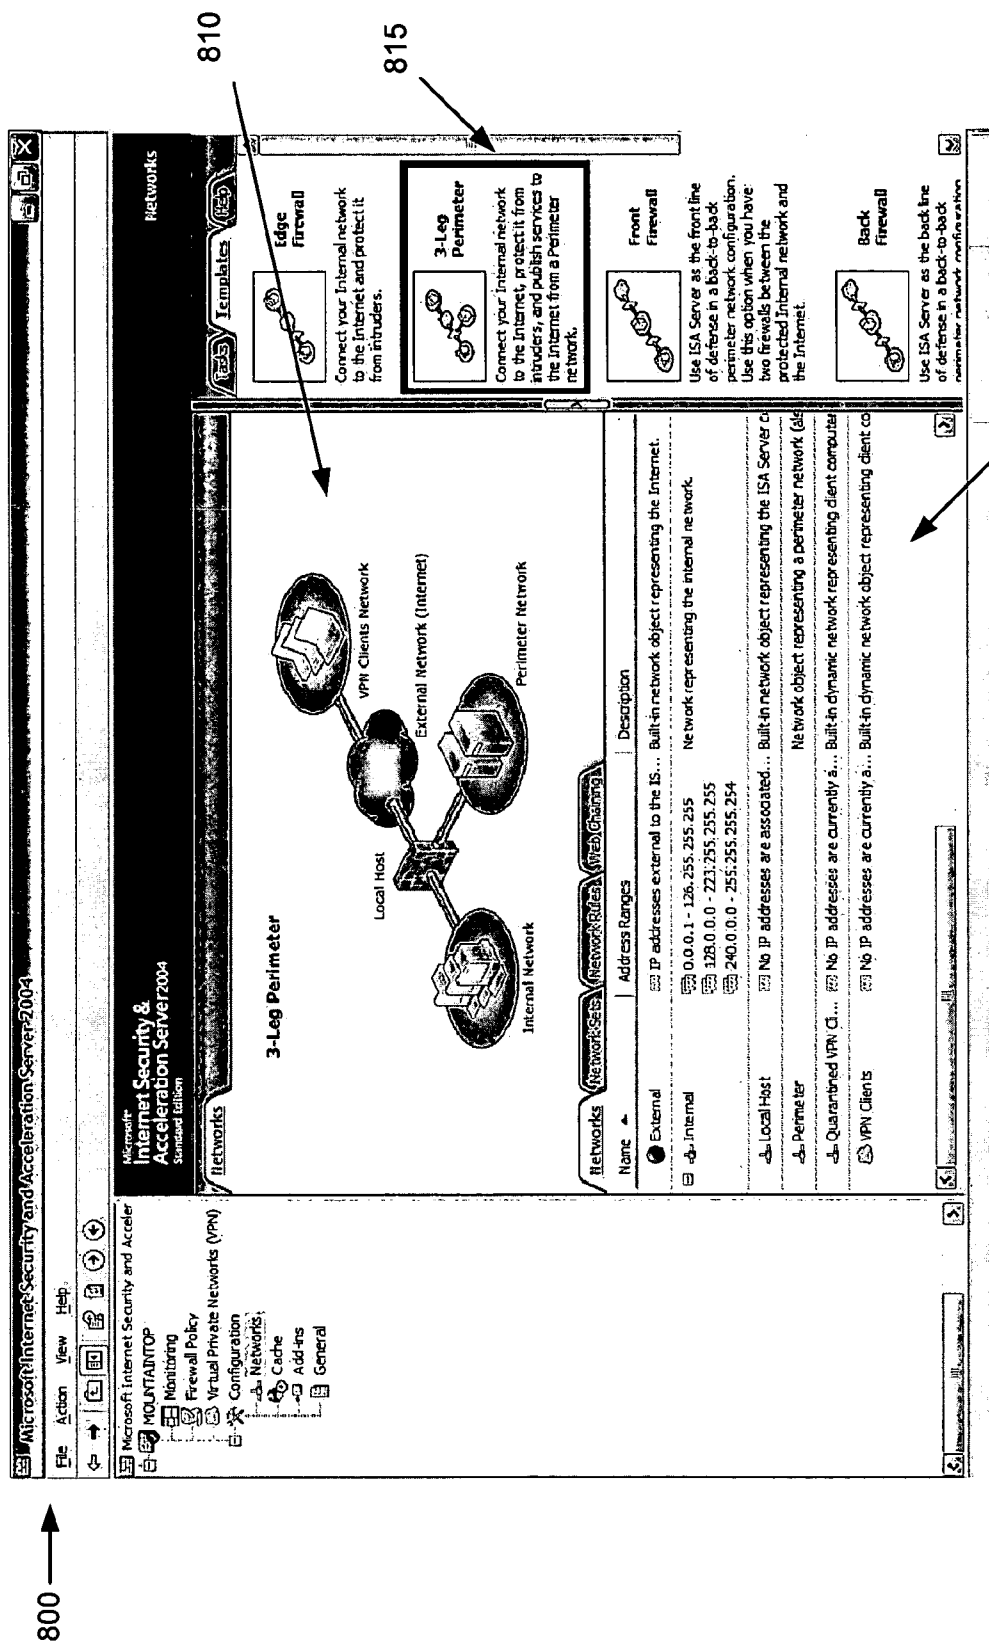 800
810
815
Microsoft Internet Security and Acceleration Server 2004
File Action View Help
Microsoft Internet Security and Acceler
MOUNTAINTOP
Monitoring
Firewall Policy
Virtual Private Networks (VPN)
Configuration
Networks
Cache
Add-ins
General
Microsoft
Internet Security &
Acceleration Server 2004
Standard Edition
Networks
Networks
3-Leg Perimeter
VPN Clients Network
External Network (Internet)
Local Host
Perimeter Network
Internal Network
Networks Network Sets Network Rules Web Chaining
Name Address Ranges Description
External IP addresses external to the IS... Built-in network object representing the Internet.
Internal 0.0.0.1 - 126.255.255.255 Network representing the internal network.
128.0.0.0 - 223.255.255.255
240.0.0.0 - 255.255.255.254
Local Host No IP addresses are associated... Built-in network object representing the ISA Server co
Perimeter Network object representing a perimeter network (als
Quarantined VPN Cl... No IP addresses are currently a... Built-in dynamic network representing client computer
VPN Clients No IP addresses are currently a... Built-in dynamic network object representing client co
Tasks Templates Help
Edge
Firewall
Connect your Internal network
to the Internet and protect it
from intruders.
3-Leg
Perimeter
Connect your Internal network
to the Internet, protect it from
intruders, and publish services to
the Internet from a Perimeter
network.
Front
Firewall
Use ISA Server as the front line
of defense in a back-to-back
perimeter network configuration.
Use this option when you have
two firewalls between the
protected Internal network and
the Internet.
Back
Firewall
Use ISA Server as the back line
of defense in a back-to-back
perimeter network configuration